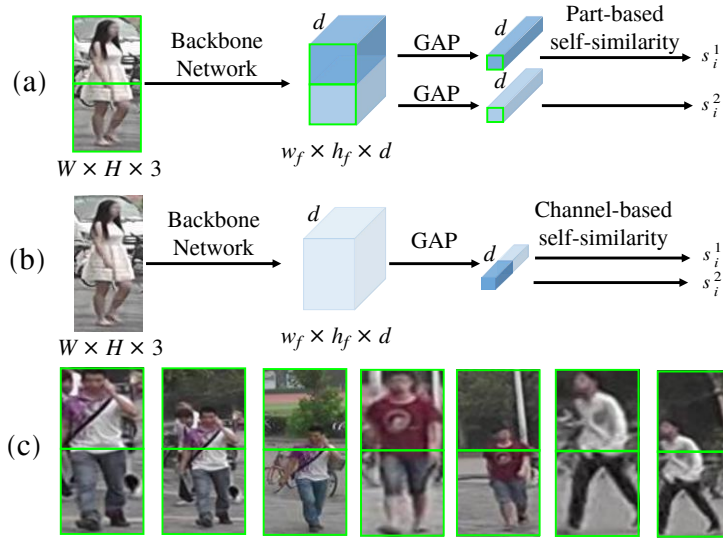 (a)
W × H × 3
Backbone
Network
d
w_f × h_f × d
GAP
GAP
d
d
Part-based
self-similarity
s_i^1
s_i^2
(b)
W × H × 3
Backbone
Network
d
w_f × h_f × d
GAP
d
Channel-based
self-similarity
s_i^1
s_i^2
(c)